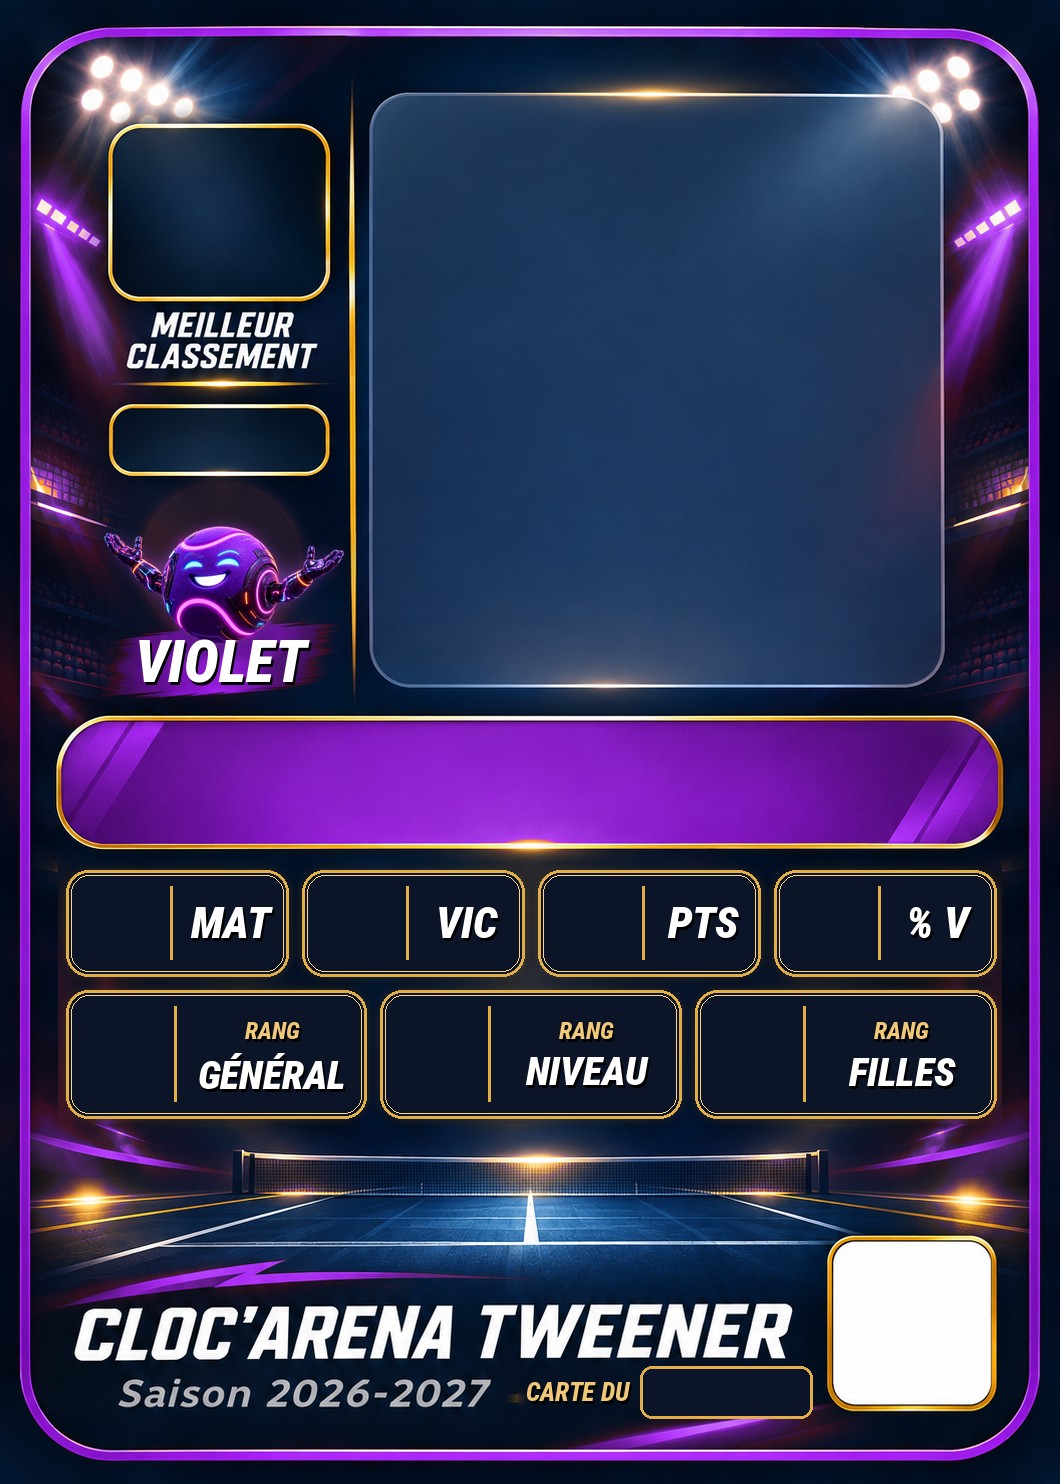 MEILLEUR
CLASSEMENT
VIOLET
MAT
VIC
PTS
% V
RANG
GÉNÉRAL
RANG
NIVEAU
RANG
FILLES
CLOC'ARENA TWEENER
Saison 2026-2027
CARTE DU